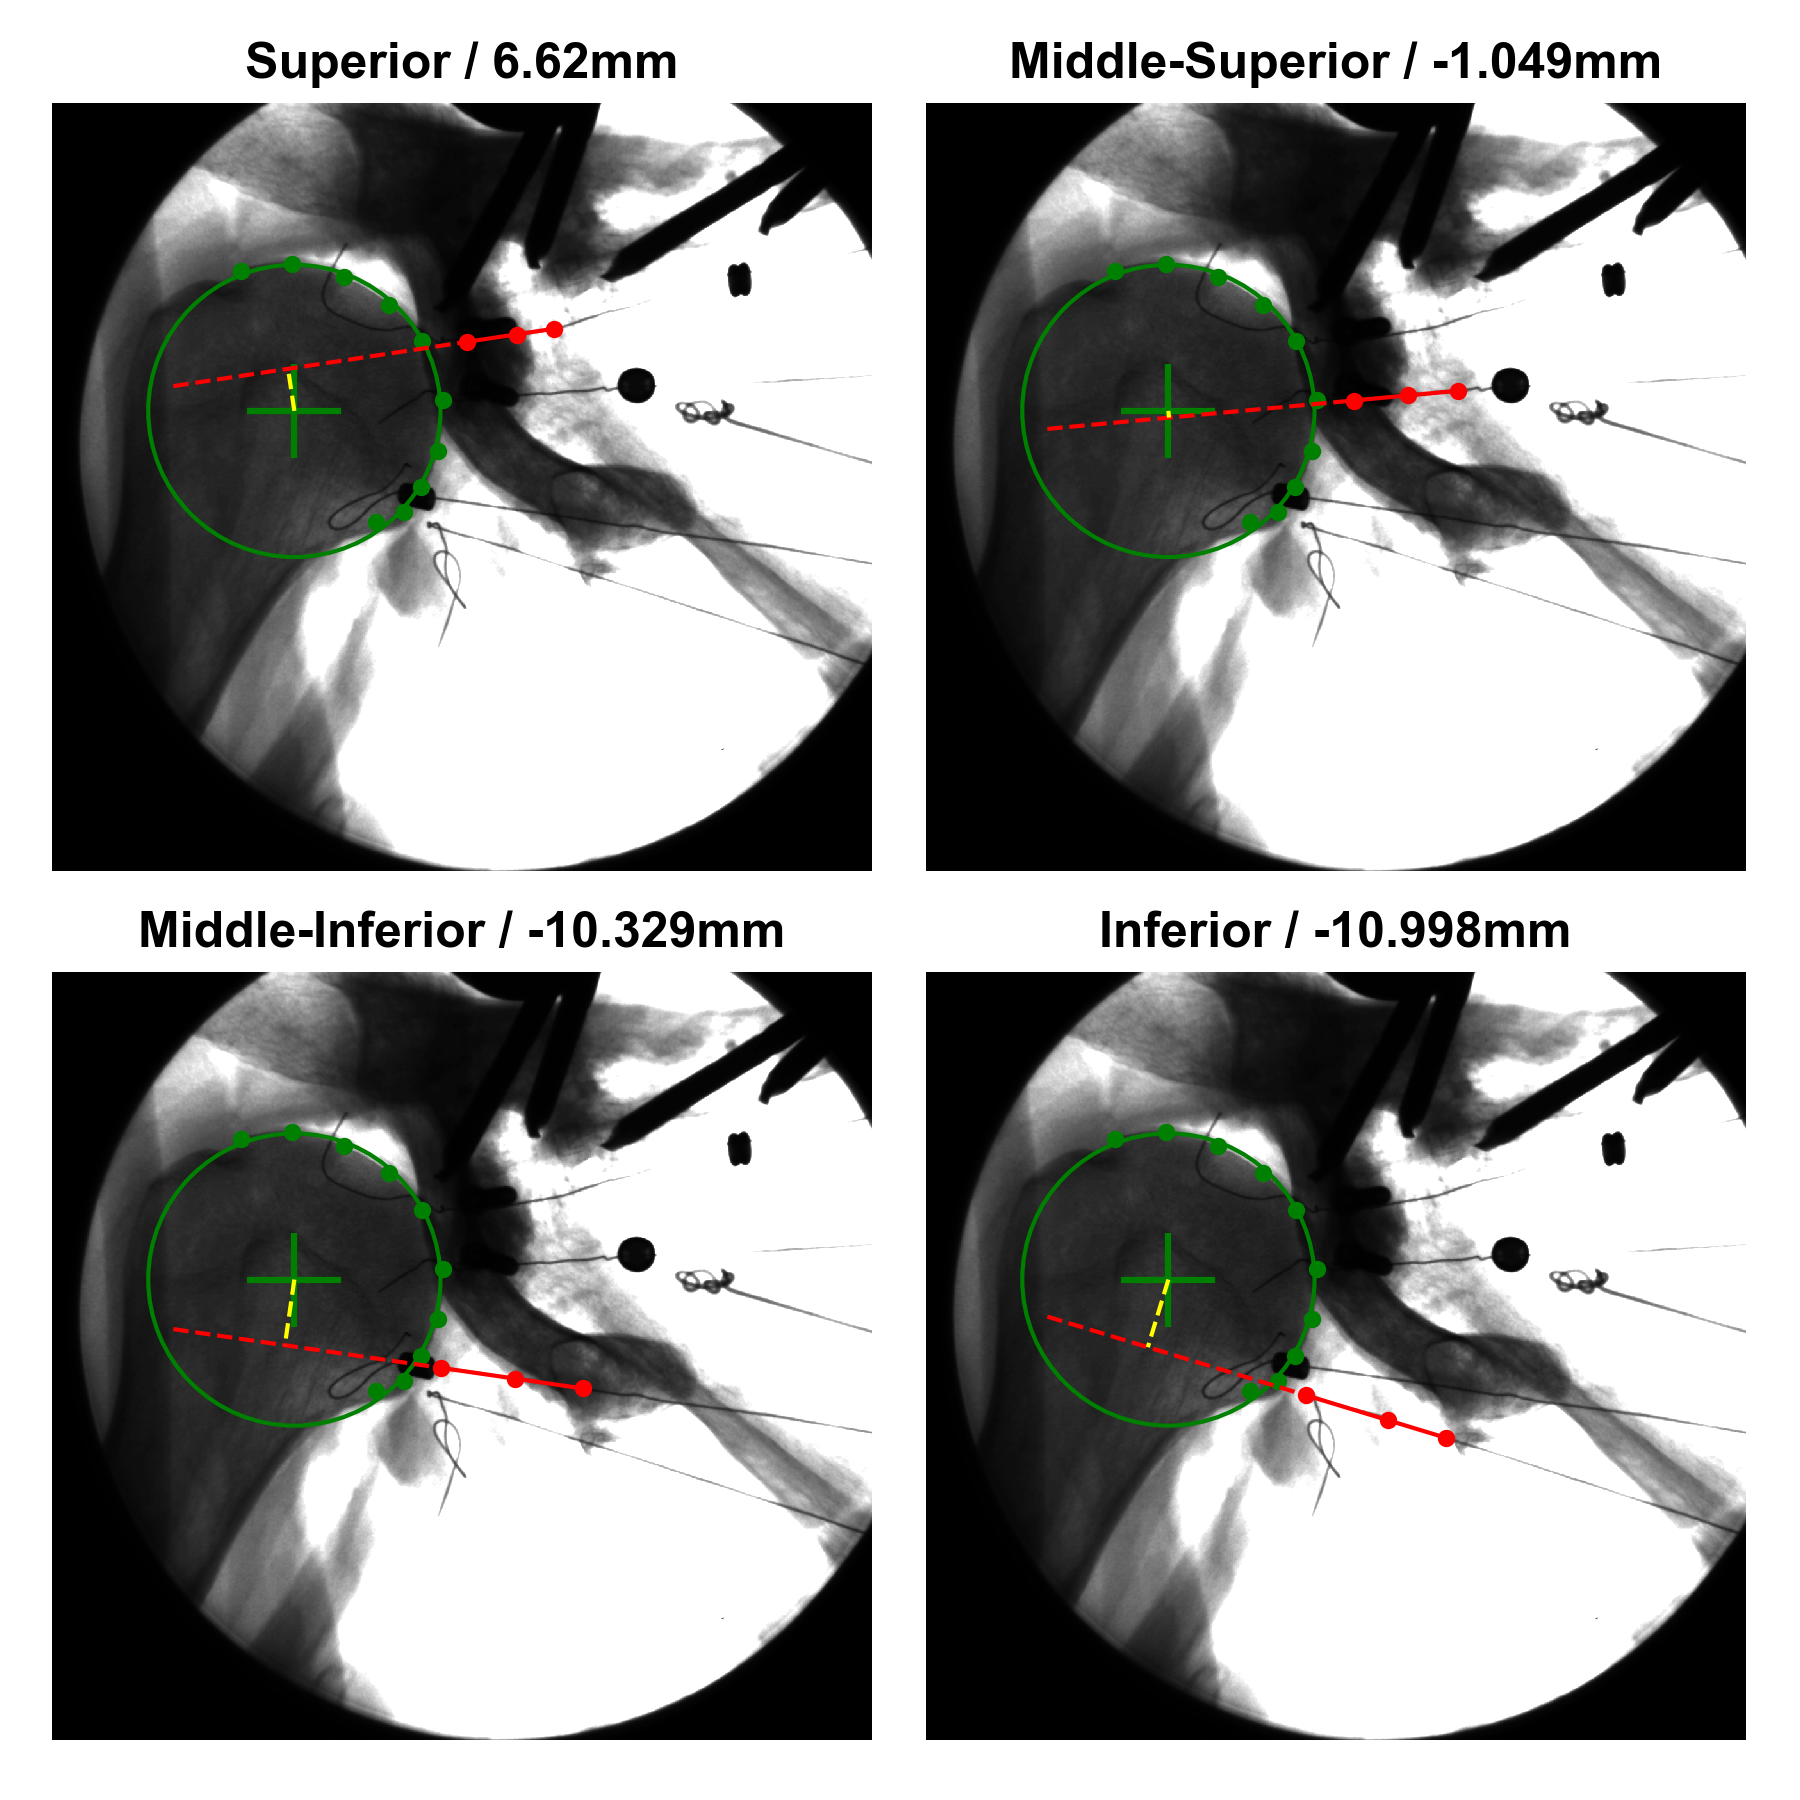 Superior / 6.62mm
Middle-Superior / -1.049mm
Middle-Inferior / -10.329mm
Inferior / -10.998mm